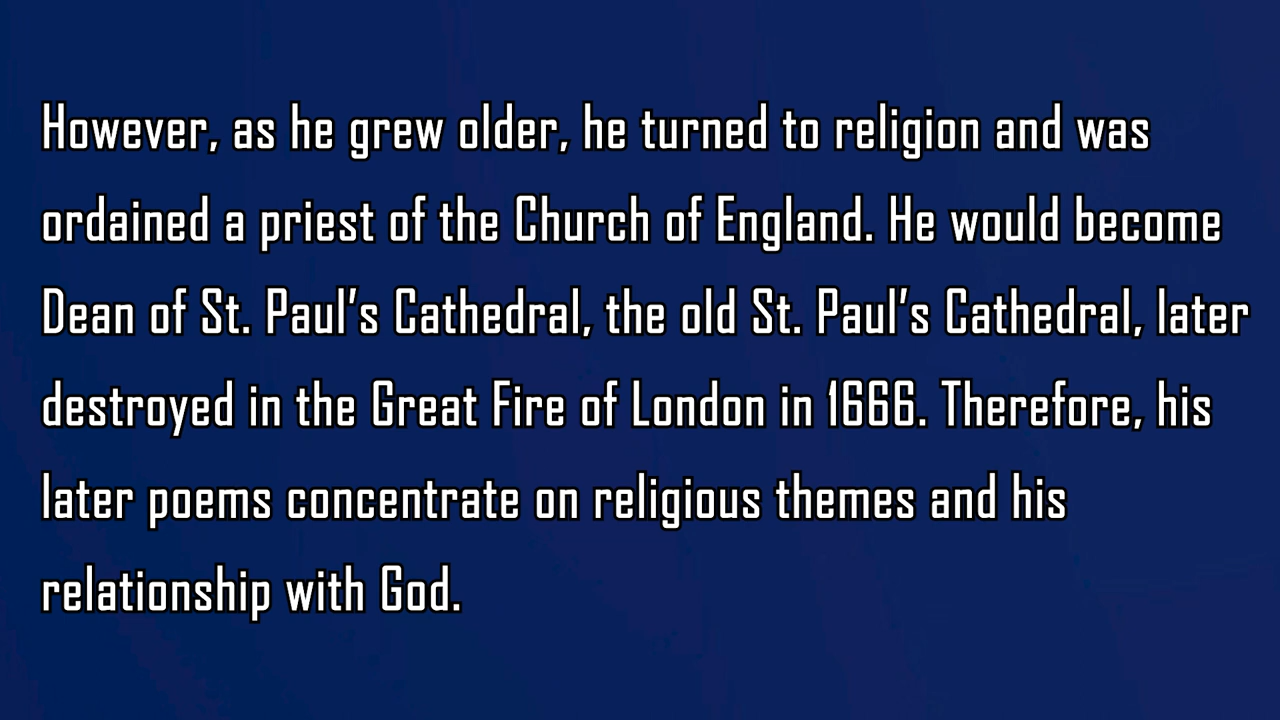 However, as he grew older, he turned to religion and was
ordained a priest of the Church of England. He would become
Dean of St. Paul’s Cathedral, the old St. Paul’s Cathedral, later
destroyed in the Great Fire of London in 1666. Therefore, his
later poems concentrate on religious themes and his
relationship with God.